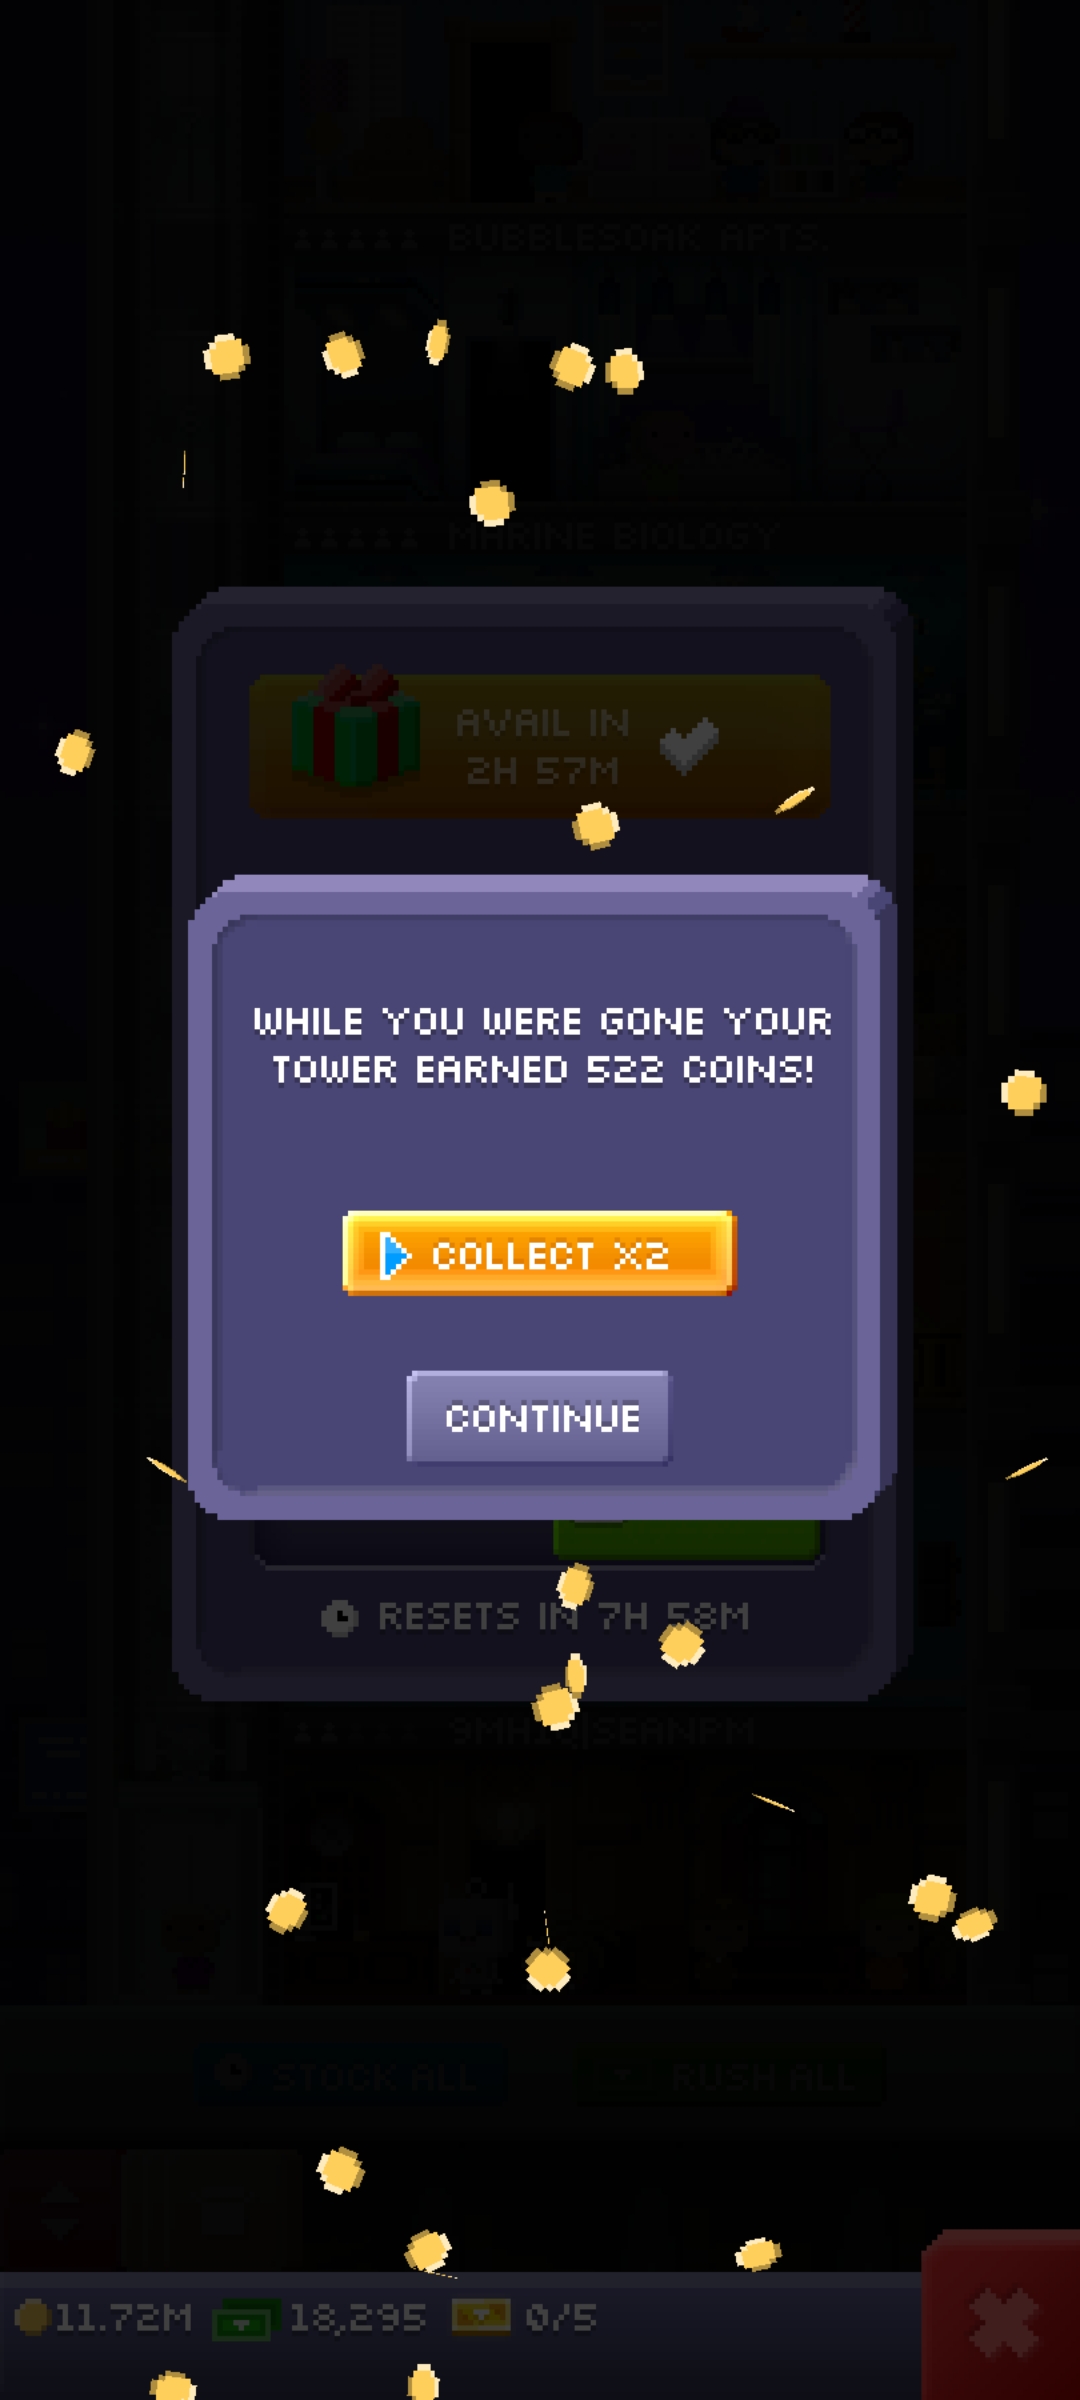 BUBBLESOAK APTS.
MARINE BIOLOGY
AVAIL IN
2H 57M
WHILE YOU WERE GONE YOUR
TOWER EARNED 522 COINS!
COLLECT X2
CONTINUE
RESETS IN 7H 58M
STOCK ALL
RUSH ALL
11.72M
18,295
0/5